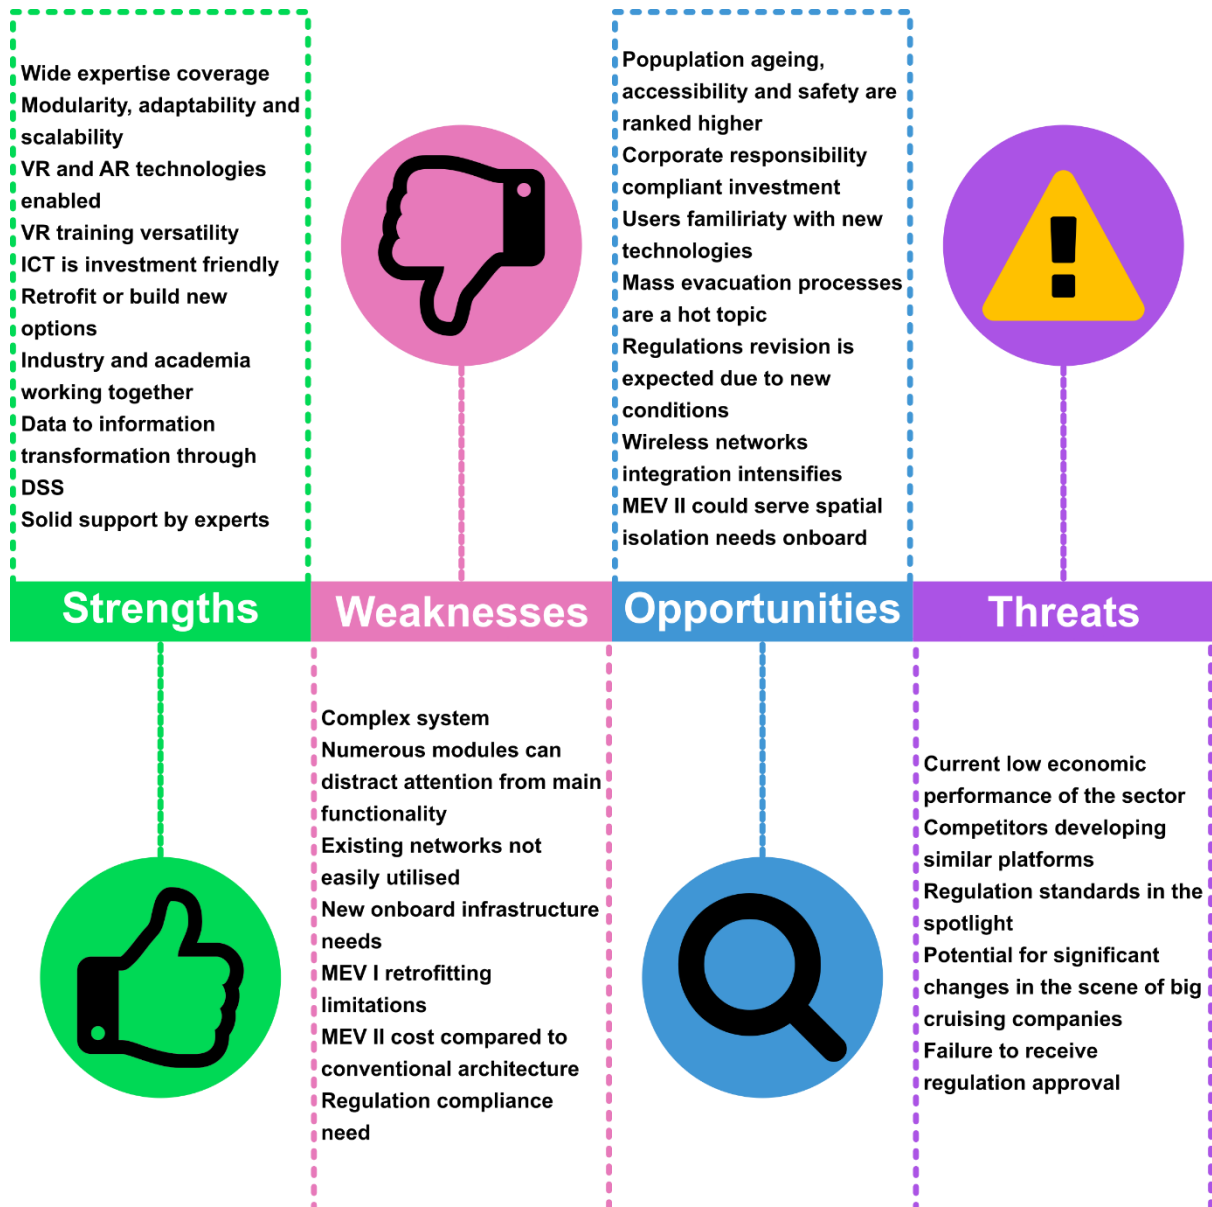 Wide expertise coverage
Modularity, adaptability and
scalability
VR and AR technologies
enabled
VR training versatility
ICT is investment friendly
Retrofit or build new
options
Industry and academia
working together
Data to information
transformation through
DSS
Solid support by experts
Popuplation ageing,
accessibility and safety are
ranked higher
Corporate responsibility
compliant investment
Users familiriaty with new
technologies
Mass evacuation processes
are a hot topic
Regulations revision is
expected due to new
conditions
Wireless networks
integration intensifies
MEV II could serve spatial
isolation needs onboard
Strengths
Weaknesses
Opportunities
Threats
Complex system
Numerous modules can
distract attention from main
functionality
Existing networks not
easily utilised
New onboard infrastructure
needs
MEV I retrofitting
limitations
MEV II cost compared to
conventional architecture
Regulation compliance
need
Current low economic
performance of the sector
Competitors developing
similar platforms
Regulation standards in the
spotlight
Potential for significant
changes in the scene of big
cruising companies
Failure to receive
regulation approval